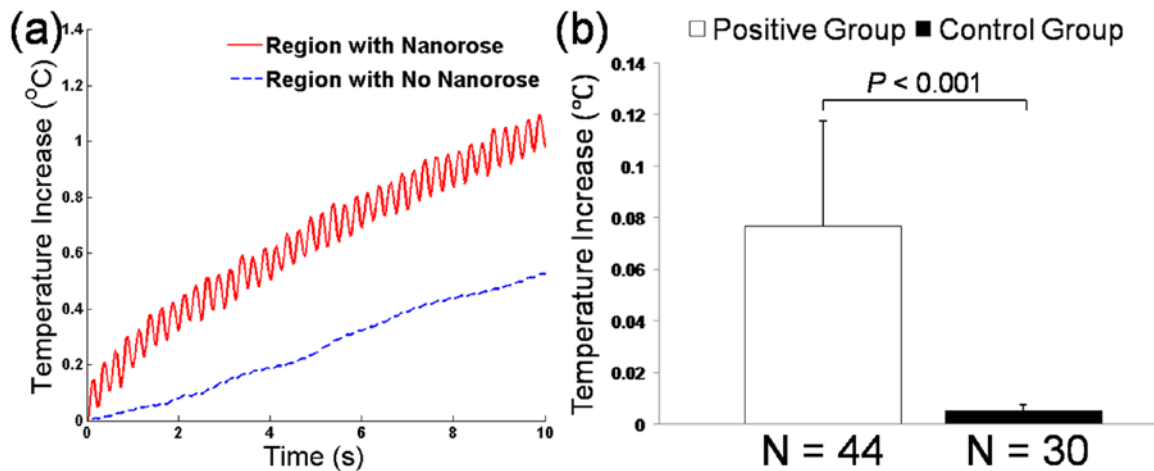 (a)
Region with Nanorose
Region with No Nanorose
Temperature Increase (°C)
1.4
1.2
1
0.8
0.6
0.4
0.2
0
0 2 4 6 8 10
Time (s)
(b)
Positive Group Control Group
Temperature Increase (°C)
0.14
0.12
0.1
0.08
0.06
0.04
0.02
0
P < 0.001
N = 44 N = 30